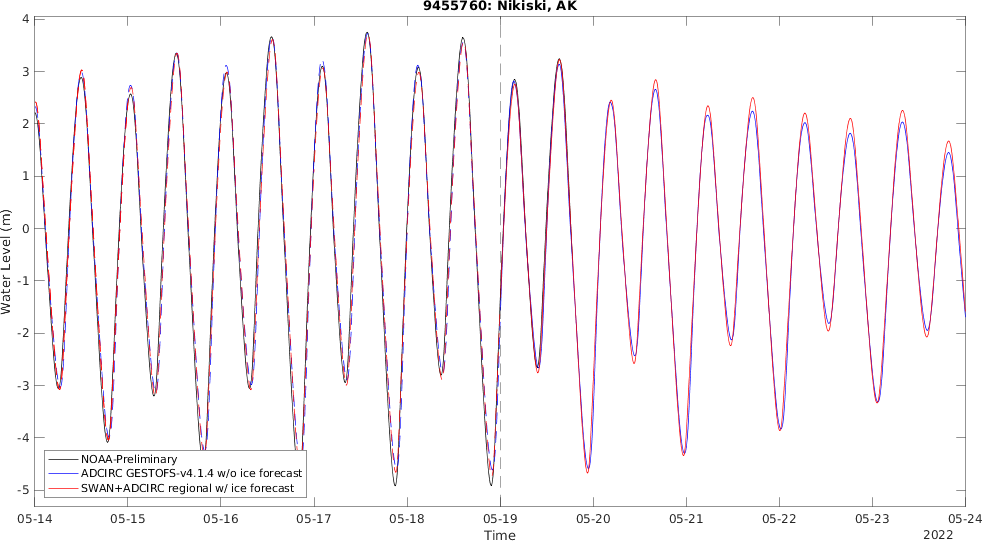 9455760: Nikiski, AK
4
3
2
1
0
-1
-2
-3
-4
-5
Water Level (m)
NOAA-Preliminary
ADCIRC GESTOFS-v4.1.4 w/o ice forecast
SWAN+ADCIRC regional w/ ice forecast
05-14 05-15 05-16 05-17 05-18 05-19 05-20 05-21 05-22 05-23 05-24
Time
2022